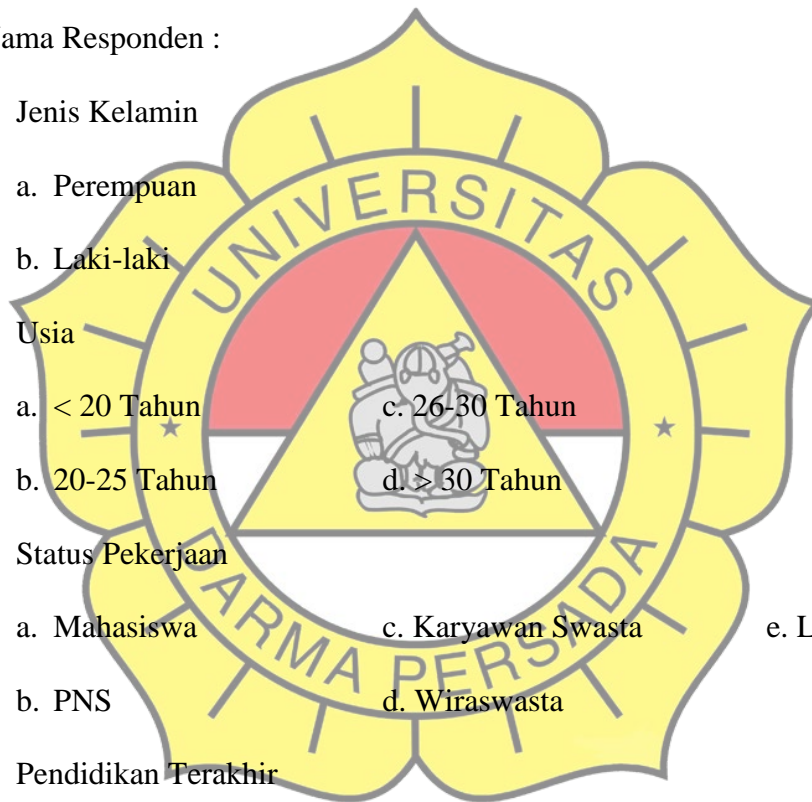 ama Responden :
Jenis Kelamin
a. Perempuan
b. Laki-laki
Usia
a. < 20 Tahun c. 26-30 Tahun
b. 20-25 Tahun d. > 30 Tahun
Status Pekerjaan
a. Mahasiswa c. Karyawan Swasta e. L
b. PNS d. Wiraswasta
Pendidikan Terakhir
UNIVERSITAS
DARMA PERSADA